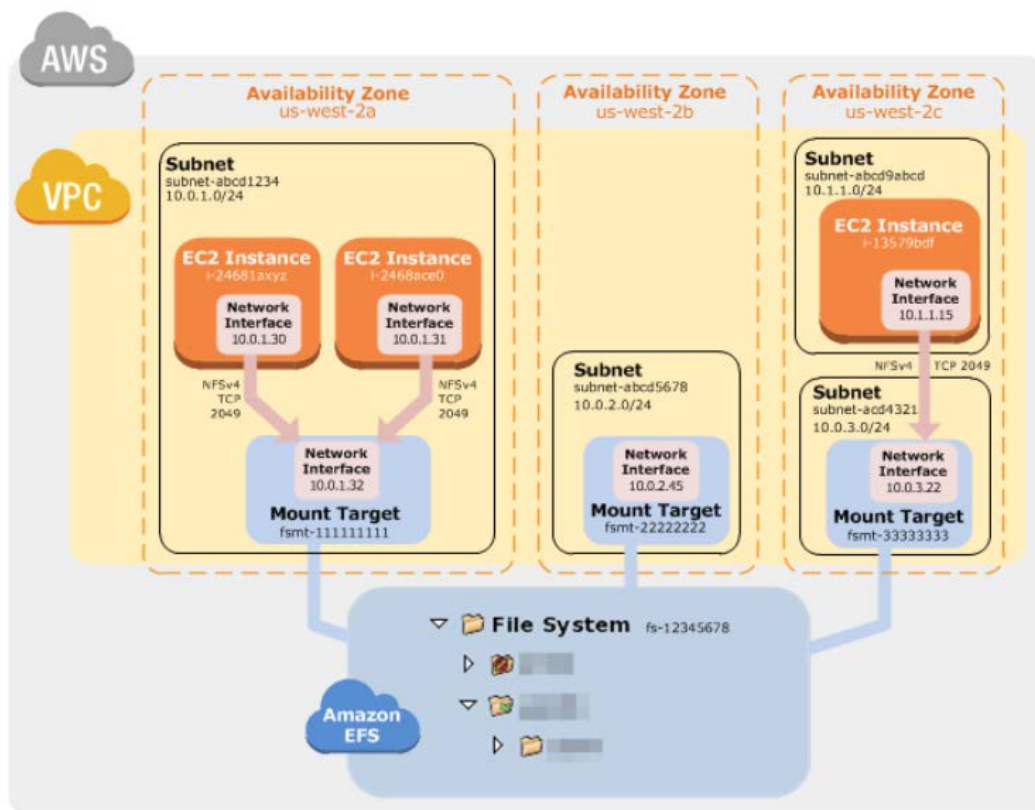 AWS
Availability Zone
us-west-2a
Availability Zone
us-west-2b
Availability Zone
us-west-2c
VPC
Subnet
subnet-abcd1234
10.0.1.0/24
EC2 Instance
i-24681axyz
Network
Interface
10.0.1.30
EC2 Instance
i-2468ace0
Network
Interface
10.0.1.31
NFSv4
TCP
2049
NFSv4
TCP
2049
Network
Interface
10.0.1.32
Mount Target
fsmt-111111111
Subnet
subnet-abcd5678
10.0.2.0/24
Network
Interface
10.0.2.45
Mount Target
fsmt-22222222
Subnet
subnet-abcd9abcd
10.1.1.0/24
EC2 Instance
i-13579bdf
Network
Interface
10.1.1.15
NFSv4 TCP 2049
Subnet
subnet-acd4321
10.0.3.0/24
Network
Interface
10.0.3.22
Mount Target
fsmt-33333333
File System fs-12345678
Amazon
EFS